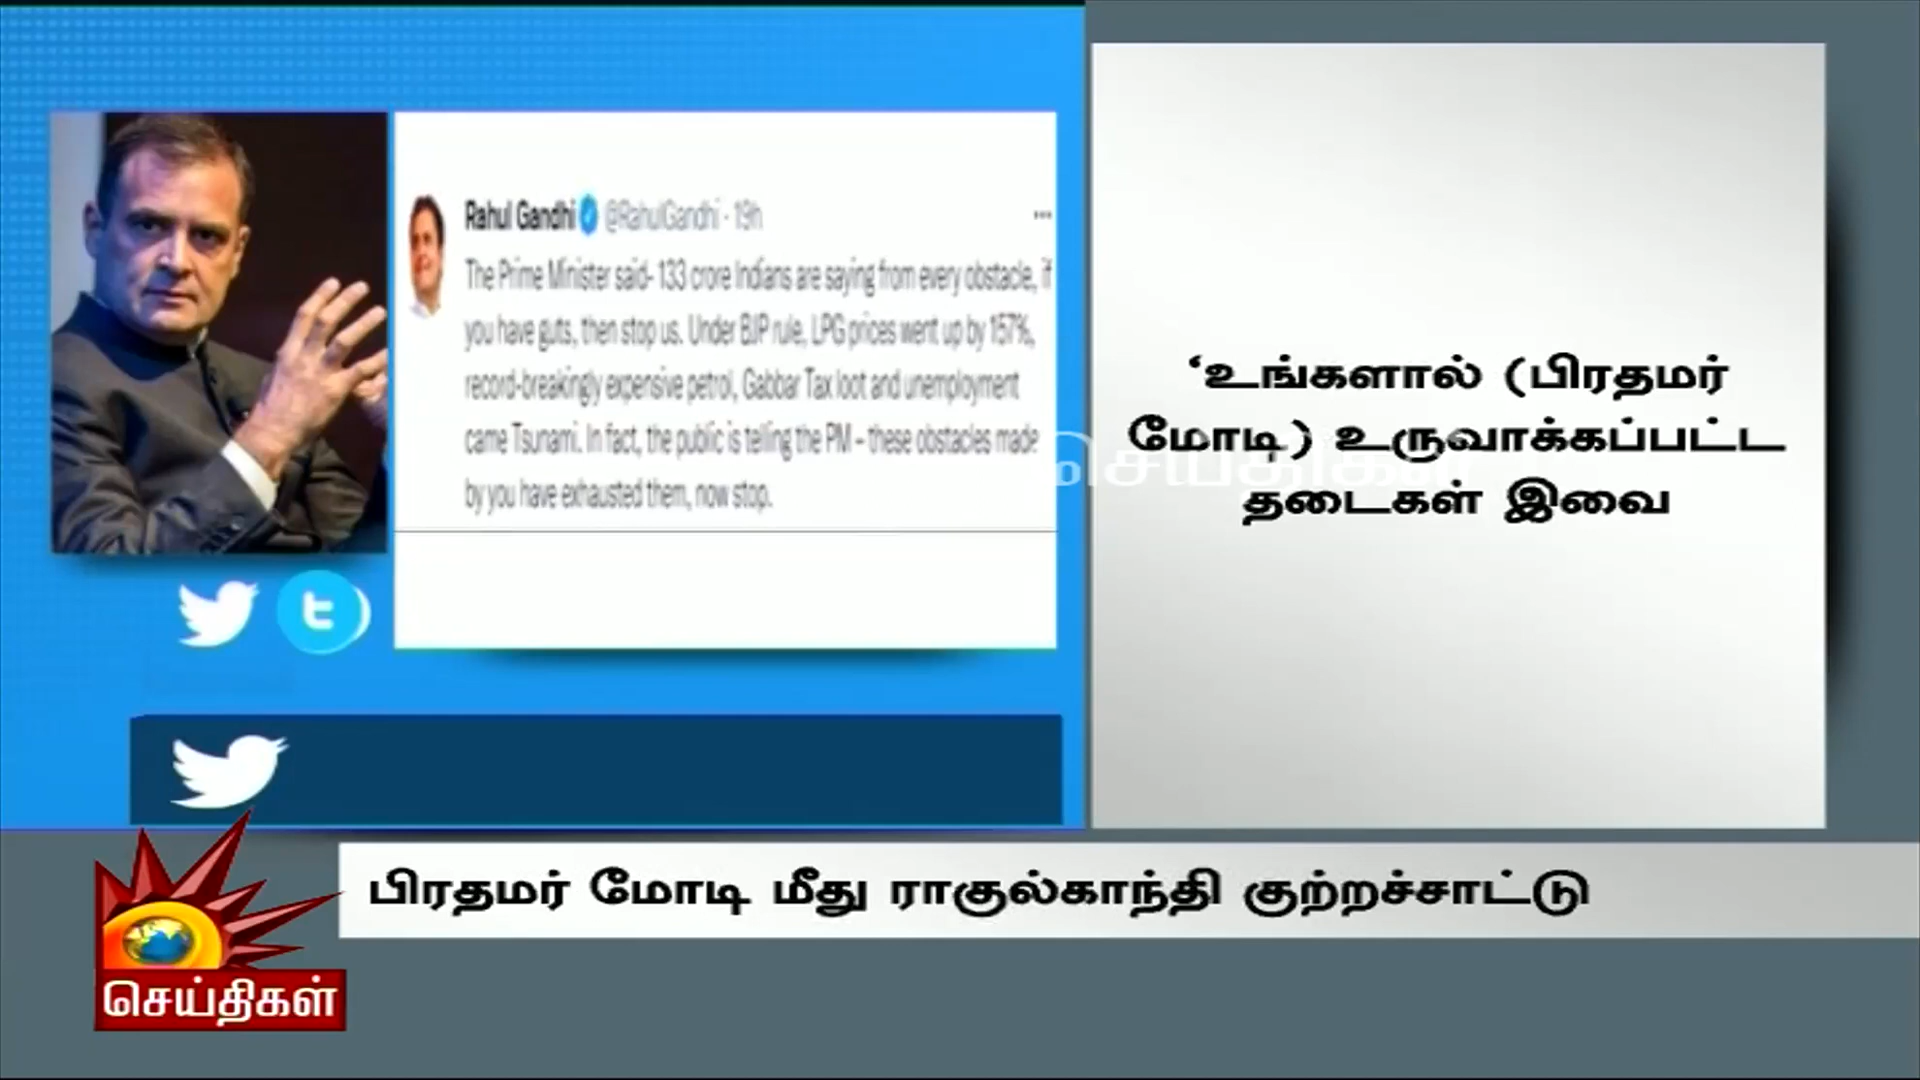 Rahul Gandhi @RahulGandhi · 19h
The Prime Minister said- 133 crore Indians are saying from every obstacle, if
you have guts, then stop us. Under BJP rule, LPG prices went up by 157%,
record-breakingly expensive petrol, Gabbar Tax loot and unemployment
came Tsunami. In fact, the public is telling the PM – these obstacles made
by you have exhausted them, now stop.
‘உங்களால் (பிரதமர்
மோடி) உருவாக்கப்பட்ட
தடைகள் இவை
செய்திகள்
பிரதமர் மோடி மீது ராகுல்காந்தி குற்றச்சாட்டு
செய்திகள்